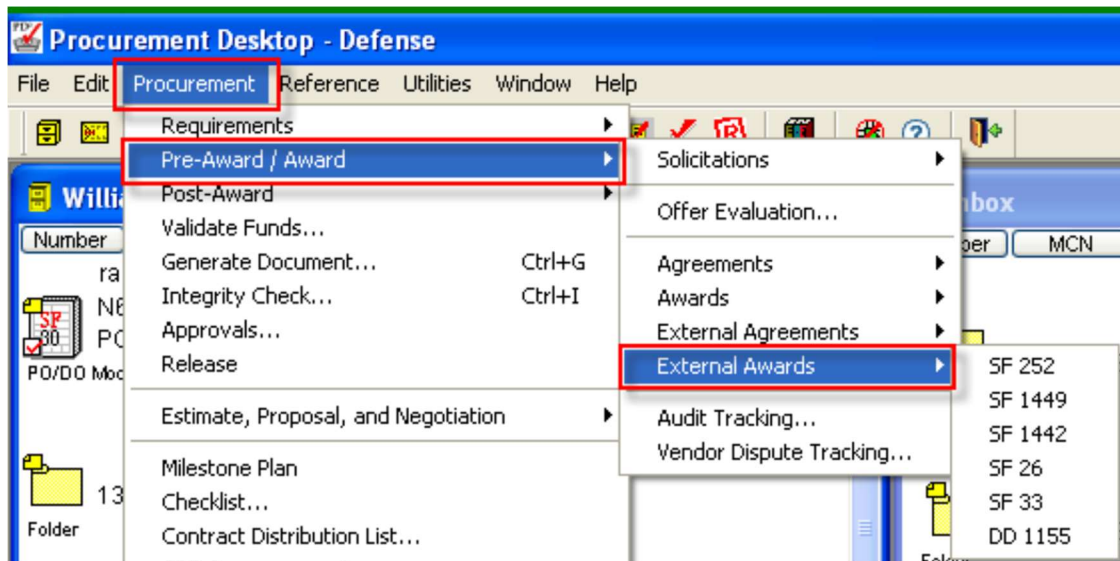 Procurement Desktop - Defense
File Edit Procurement Reference Utilities Window Help
Requirements
Pre-Award / Award
Post-Award
Validate Funds...
Generate Document... Ctrl+G
Integrity Check... Ctrl+I
Approvals...
Release
Estimate, Proposal, and Negotiation
Milestone Plan
Checklist...
Contract Distribution List...
Solicitations
Offer Evaluation...
Agreements
Awards
External Agreements
External Awards
Audit Tracking...
Vendor Dispute Tracking...
SF 252
SF 1449
SF 1442
SF 26
SF 33
DD 1155
Number
SF
30
PO/DO
13
Folder
MCN